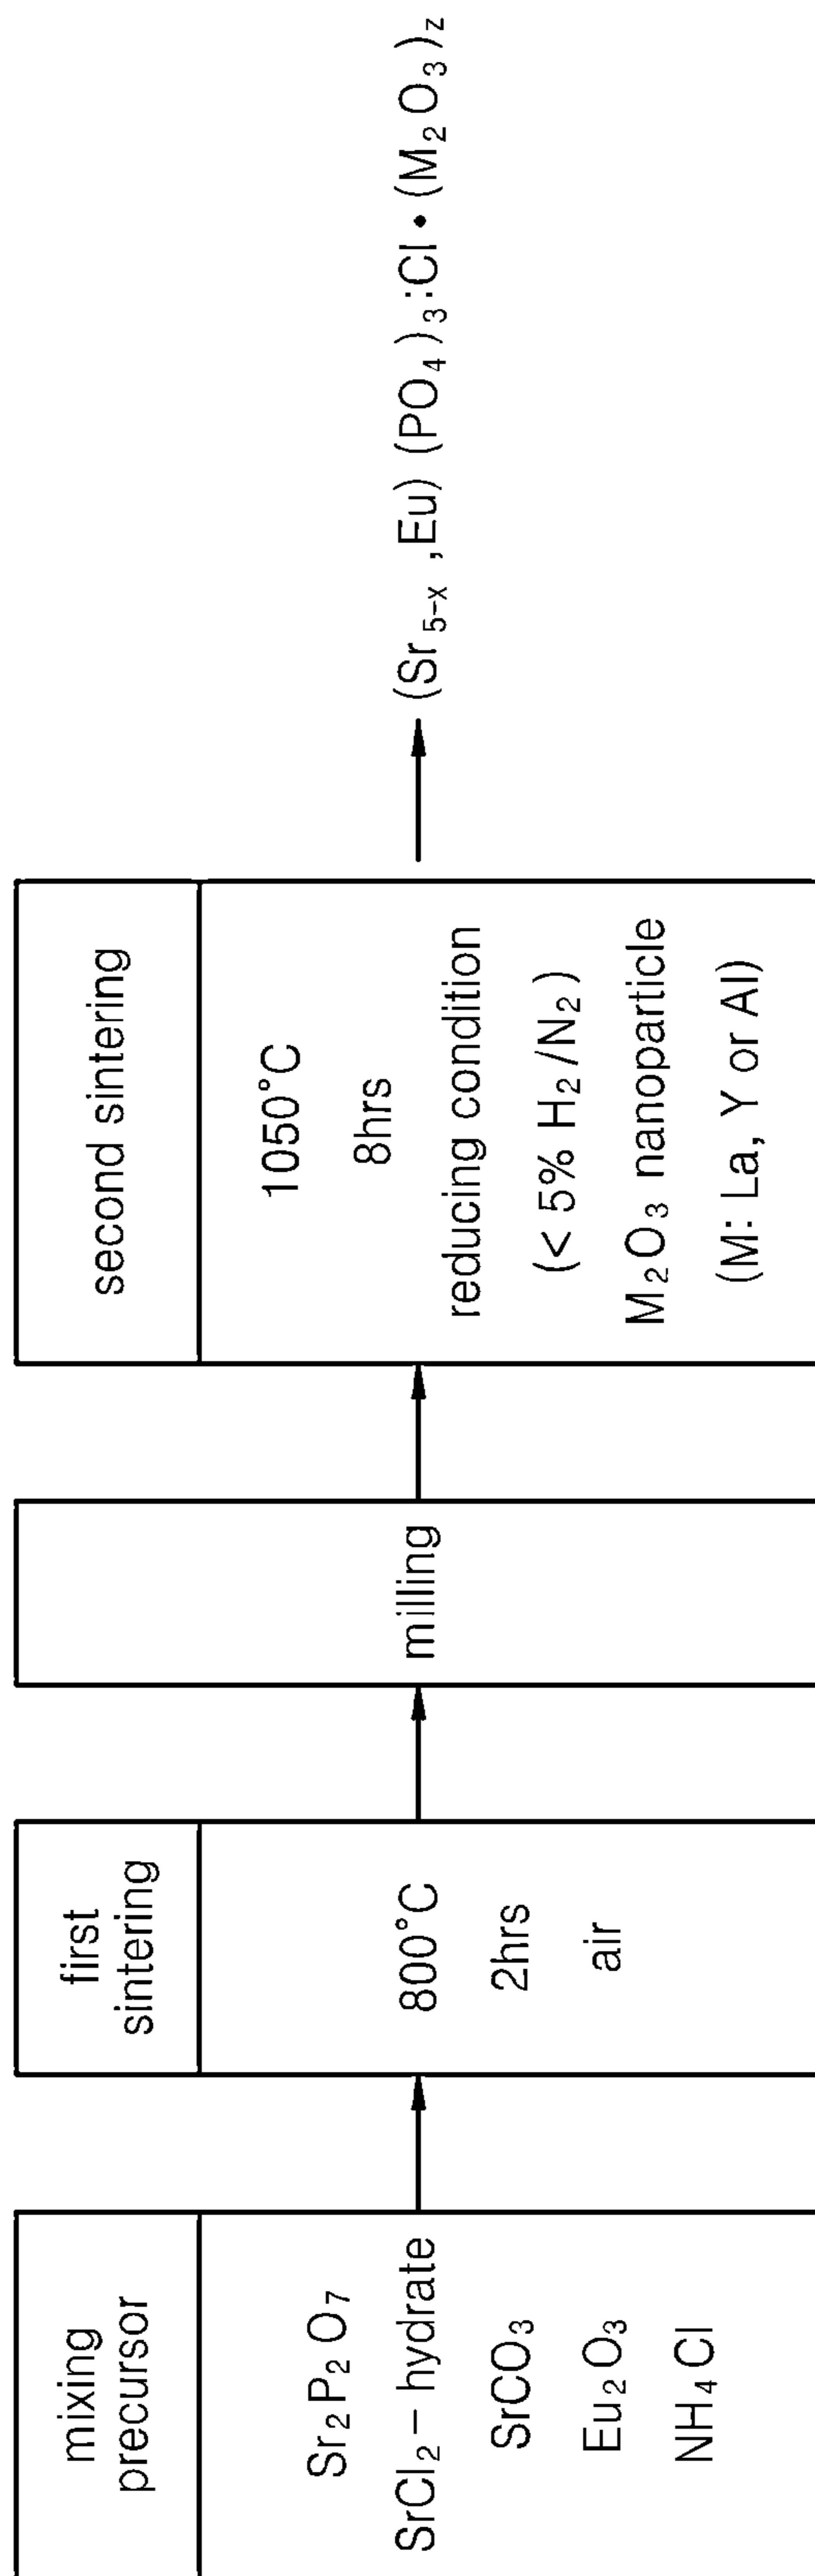 mixing
precursor
Sr₂P₂O₇
SrCl₂ – hydrate
SrCO₃
Eu₂O₃
NH₄Cl
first
sintering
800°C
2hrs
air
milling
second sintering
1050°C
8hrs
reducing condition
(< 5% H₂/N₂)
M₂O₃ nanoparticle
(M: La, Y or Al)
(Sr₅₋ₓ ,Eu) (PO₄)₃:Cl•(M₂O₃)z